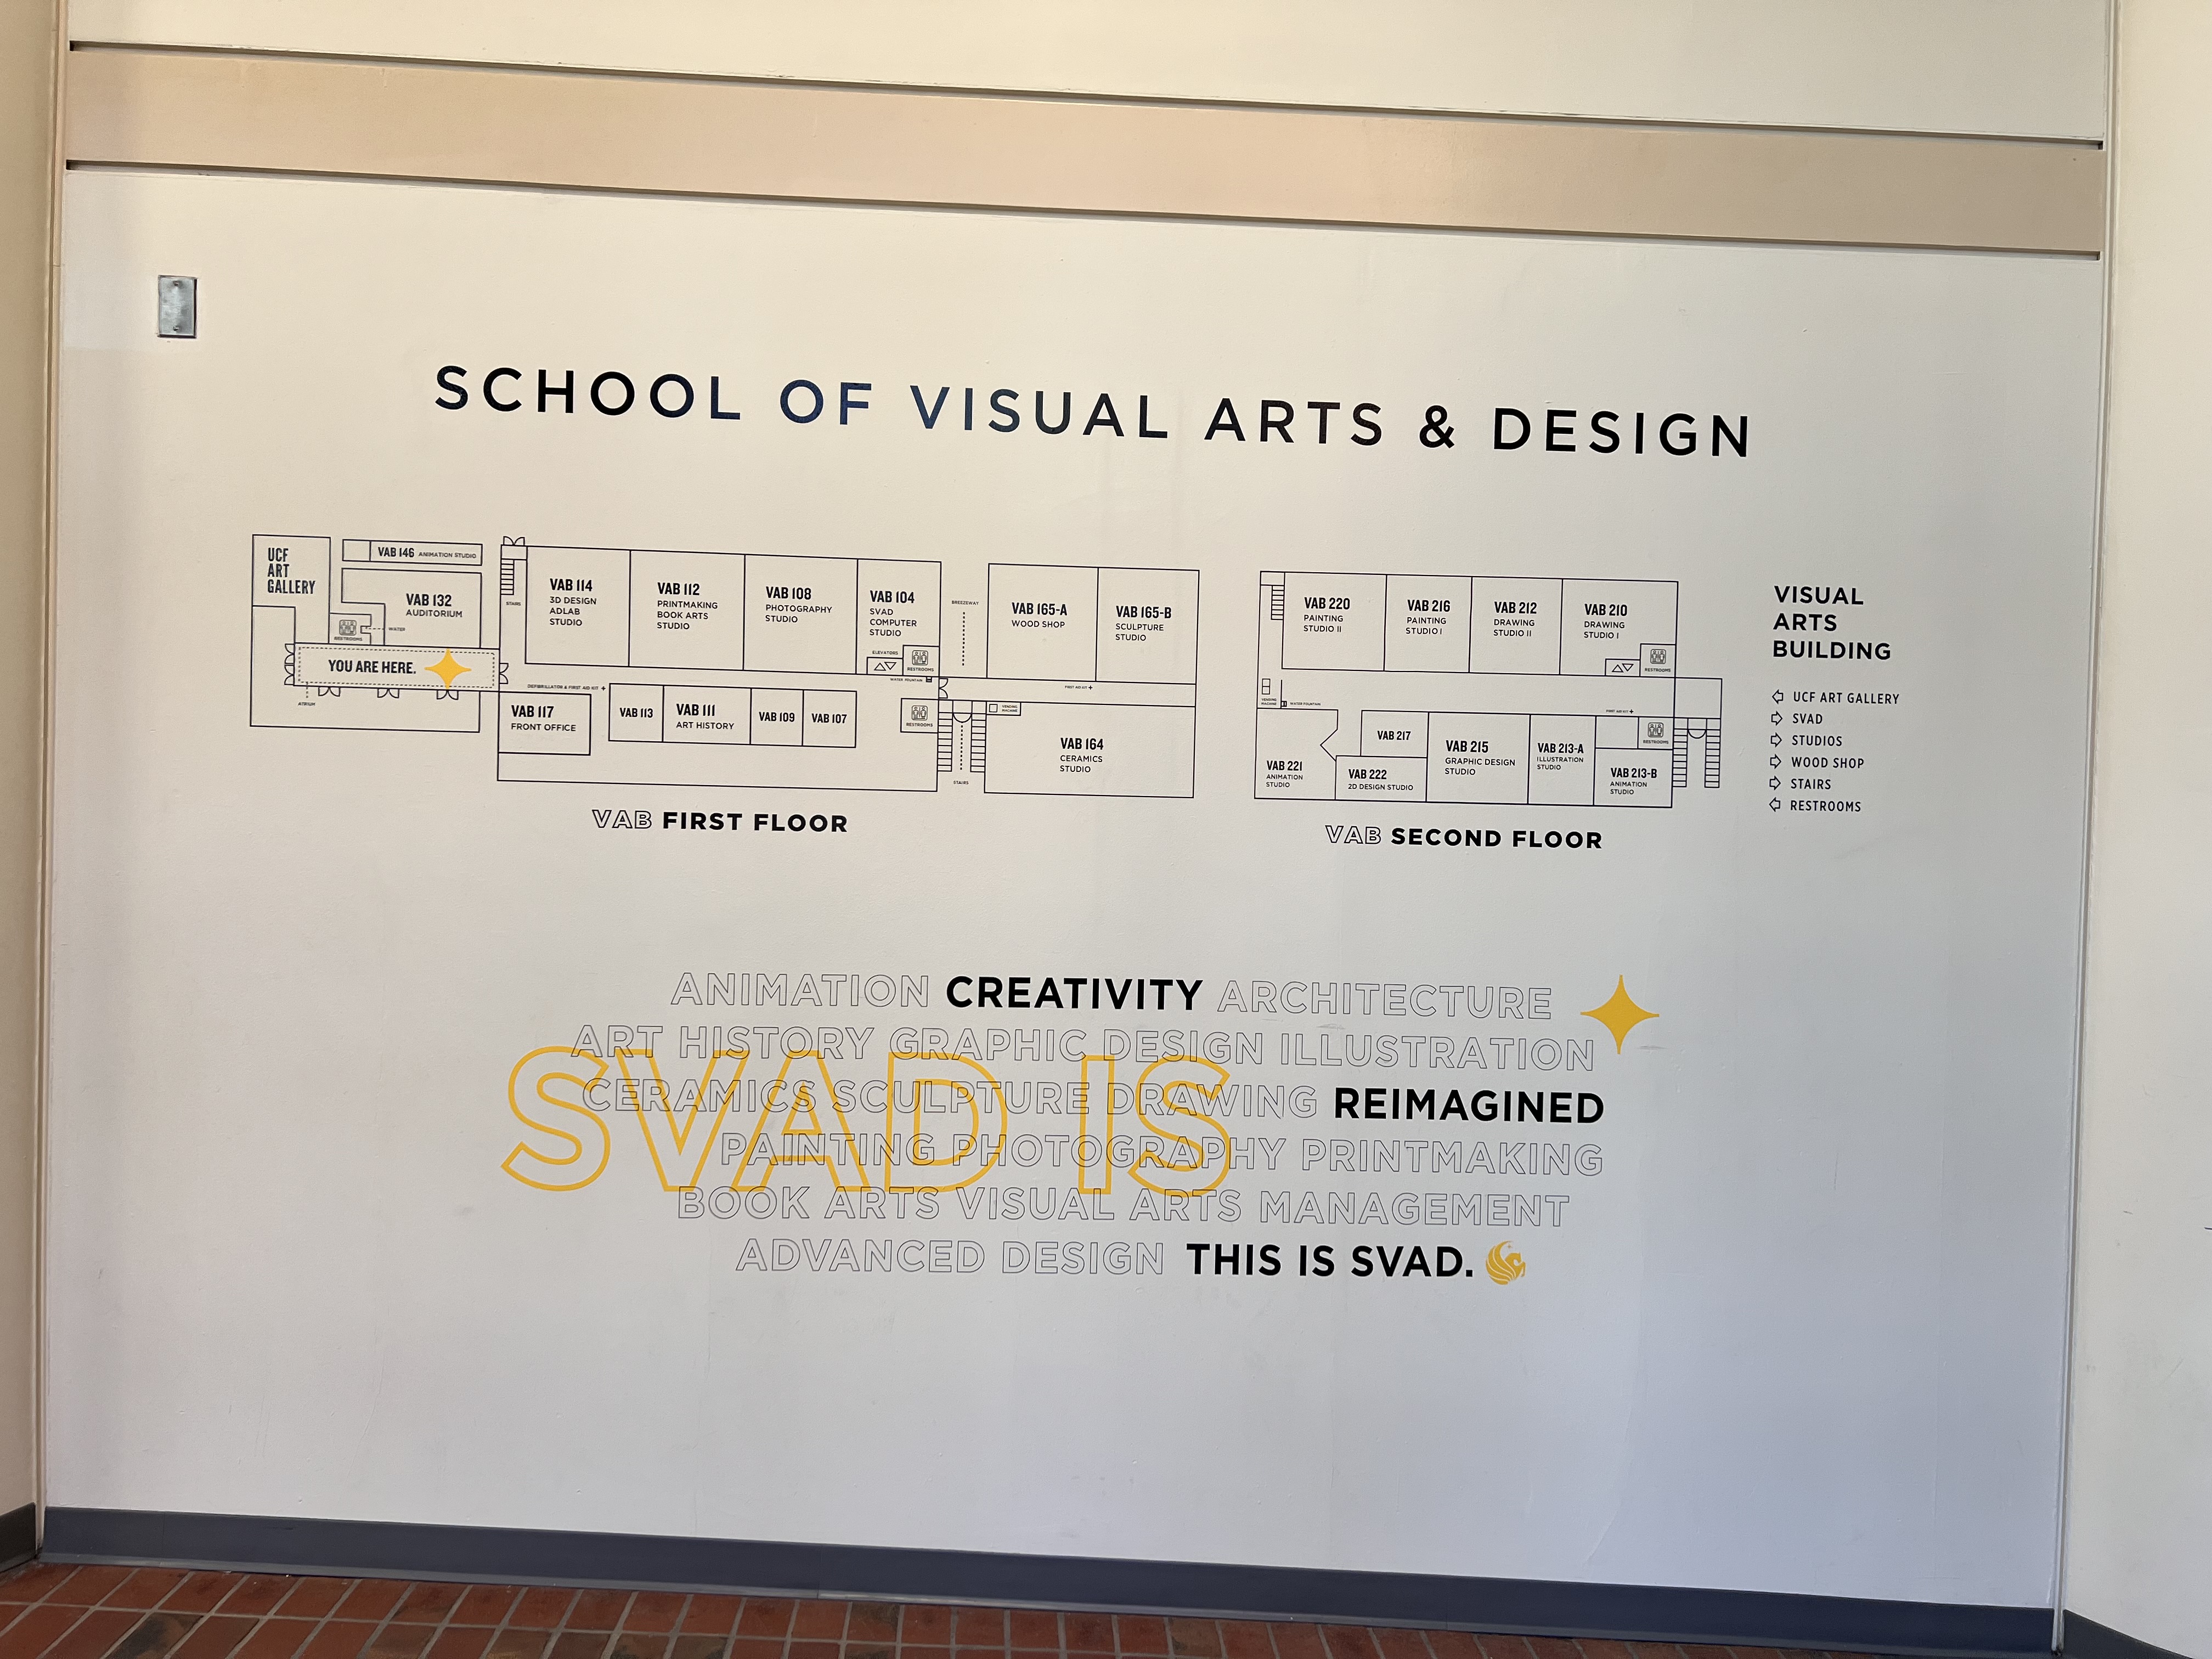 SCHOOL OF VISUAL ARTS & DESIGN
UCF
ART
GALLERY
VAB 146 ANIMATION STUDIO
VAB 132
AUDITORIUM
RESTROOMS
WATER
YOU ARE HERE.
ATRIUM
STAIRS
VAB 114
3D DESIGN
ADLAB
STUDIO
VAB 112
PRINTMAKING
BOOK ARTS
STUDIO
VAB 108
PHOTOGRAPHY
STUDIO
VAB 104
SVAD
COMPUTER
STUDIO
ELEVATORS
RESTROOMS
WATER FOUNTAIN
DEFIBRILLATOR & FIRST AID KIT
VAB 117
FRONT OFFICE
VAB 113
VAB 111
ART HISTORY
VAB 109
VAB 107
RESTROOMS
BREEZEWAY
STAIRS
VAB 165-A
WOOD SHOP
VAB 165-B
SCULPTURE
STUDIO
FIRST AID KIT
VENDING
MACHINE
VAB 164
CERAMICS
STUDIO
VAB FIRST FLOOR
VAB 220
PAINTING
STUDIO II
VAB 216
PAINTING
STUDIO I
VAB 212
DRAWING
STUDIO II
VAB 210
DRAWING
STUDIO I
RESTROOMS
VENDING
MACHINE
WATER FOUNTAIN
FIRST AID KIT
VAB 221
ANIMATION
STUDIO
VAB 217
VAB 222
2D DESIGN STUDIO
VAB 215
GRAPHIC DESIGN
STUDIO
VAB 213-A
ILLUSTRATION
STUDIO
RESTROOMS
VAB 213-B
ANIMATION
STUDIO
VAB SECOND FLOOR
VISUAL
ARTS
BUILDING
UCF ART GALLERY
SVAD
STUDIOS
WOOD SHOP
STAIRS
RESTROOMS
SVAD IS
ANIMATION CREATIVITY ARCHITECTURE
ART HISTORY GRAPHIC DESIGN ILLUSTRATION
CERAMICS SCULPTURE DRAWING REIMAGINED
PAINTING PHOTOGRAPHY PRINTMAKING
BOOK ARTS VISUAL ARTS MANAGEMENT
ADVANCED DESIGN THIS IS SVAD.